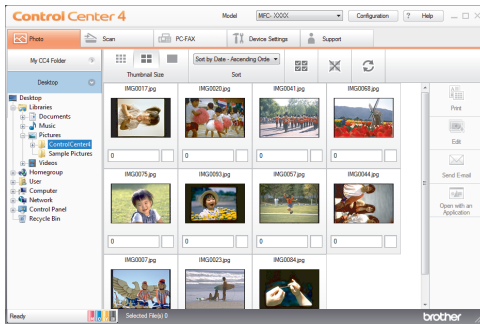 Control Center 4 Model MFC- XXXX Configuration ? Help
Photo Scan PC-FAX Device Settings Support
My CC4 Folder
Desktop
Thumbnail Size
Sort by Date - Ascending Orde
Sort
Desktop
Libraries
Documents
Music
Pictures
ControlCenter4
Sample Pictures
Videos
Homegroup
User
Computer
Network
Control Panel
Recycle Bin
IMG0017.jpg IMG0020.jpg IMG0041.jpg IMG0068.jpg
0 0 0 0
IMG0075.jpg IMG0093.jpg IMG0057.jpg IMG0044.jpg
0 0 0 0
IMG0007.jpg IMG0023.jpg IMG0084.jpg
Print
Edit
Send E-mail
Open with an
Application
Ready Selected File(s) 0 brother